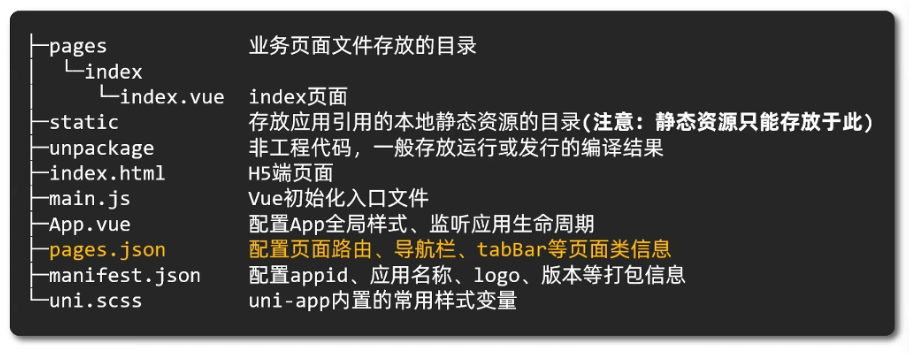 ├─pages 业务页面文件存放的目录
│ └─index
│ └─index.vue index页面
├─static 存放应用引用的本地静态资源的目录(注意：静态资源只能存放于此)
├─unpackage 非工程代码，一般存放运行或发行的编译结果
├─index.html H5端页面
├─main.js Vue初始化入口文件
├─App.vue 配置App全局样式、监听应用生命周期
├─pages.json 配置页面路由、导航栏、tabBar等页面类信息
├─manifest.json 配置appid、应用名称、logo、版本等打包信息
└─uni.scss uni-app内置的常用样式变量